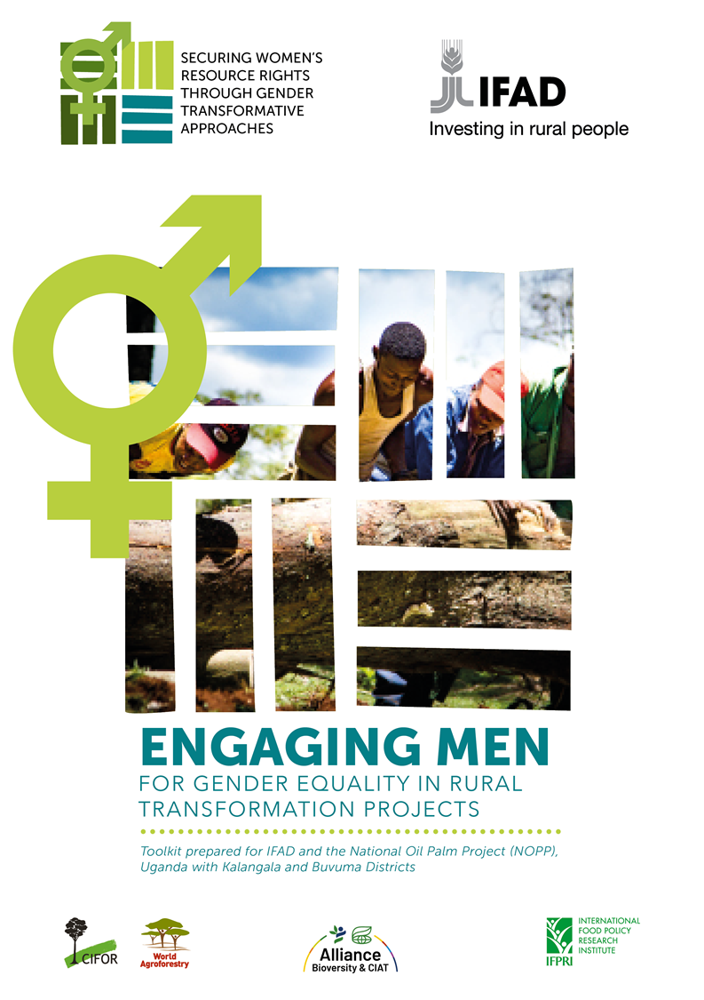 SECURING WOMEN'S
RESOURCE RIGHTS
THROUGH GENDER
TRANSFORMATIVE
APPROACHES
IFAD
Investing in rural people
ENGAGING MEN
FOR GENDER EQUALITY IN RURAL
TRANSFORMATION PROJECTS
Toolkit prepared for IFAD and the National Oil Palm Project (NOPP),
Uganda with Kalangala and Buvuma Districts
CIFOR
World
Agroforestry
Alliance
Bioversity & CIAT
IFPRI
INTERNATIONAL
FOOD POLICY
RESEARCH
INSTITUTE